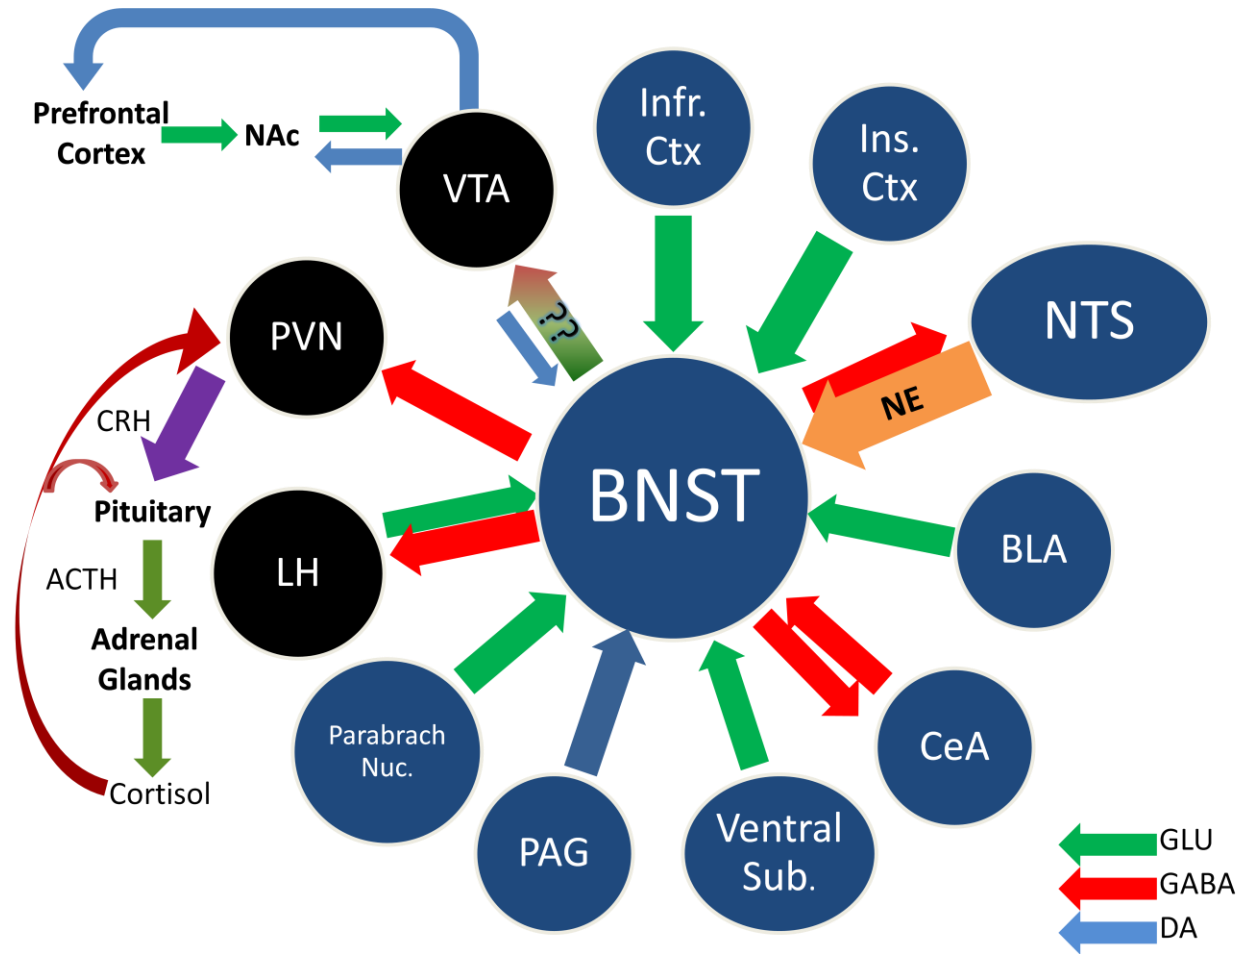 Prefrontal
Cortex
NAc
VTA
Infr.
Ctx
Ins.
Ctx
NTS
PVN
??
NE
CRH
BNST
Pituitary
LH
BLA
ACTH
Adrenal
Glands
Parabrach
Nuc.
CeA
Cortisol
PAG
Ventral
Sub.
GLU
GABA
DA